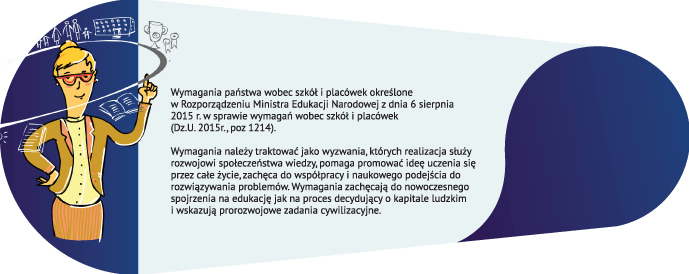 Wymagania państwa wobec szkół i placówek określone
w Rozporządzeniu Ministra Edukacji Narodowej z dnia 6 sierpnia
2015 r. w sprawie wymagań wobec szkół i placówek
(Dz.U. 2015r., poz 1214).
Wymagania należy traktować jako wyzwania, których realizacja służy
rozwojowi społeczeństwa wiedzy, pomaga promować ideę uczenia się
przez całe życie, zachęca do współpracy i naukowego podejścia do
rozwiązywania problemów. Wymagania zachęcają do nowoczesnego
spojrzenia na edukację jak na proces decydujący o kapitale ludzkim
i wskazują prorozwojowe zadania cywilizacyjne.